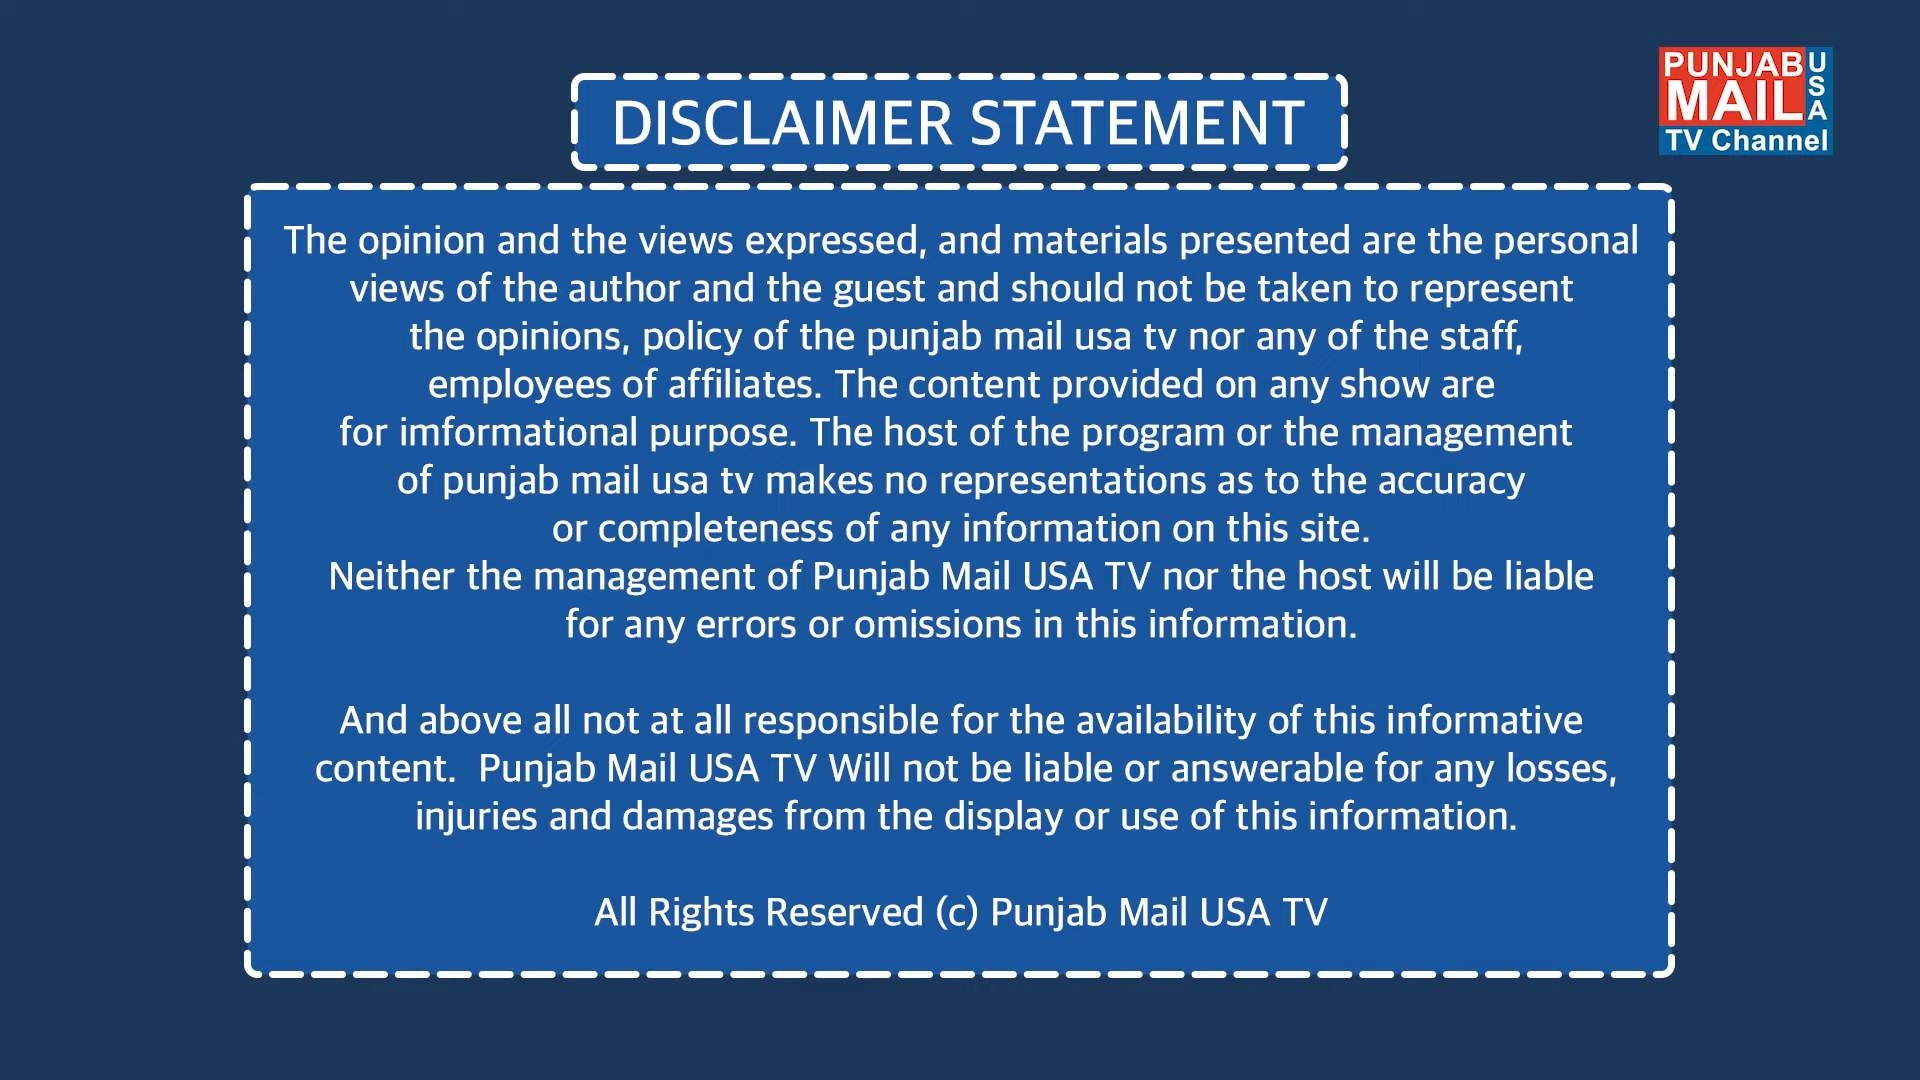 DISCLAIMER STATEMENT
PUNJAB USA
MAIL
TV Channel
The opinion and the views expressed, and materials presented are the personal
views of the author and the guest and should not be taken to represent
the opinions, policy of the punjab mail usa tv nor any of the staff,
employees of affiliates. The content provided on any show are
for imformational purpose. The host of the program or the management
of punjab mail usa tv makes no representations as to the accuracy
or completeness of any information on this site.
Neither the management of Punjab Mail USA TV nor the host will be liable
for any errors or omissions in this information.
And above all not at all responsible for the availability of this informative
content.  Punjab Mail USA TV Will not be liable or answerable for any losses,
injuries and damages from the display or use of this information.
All Rights Reserved (c) Punjab Mail USA TV